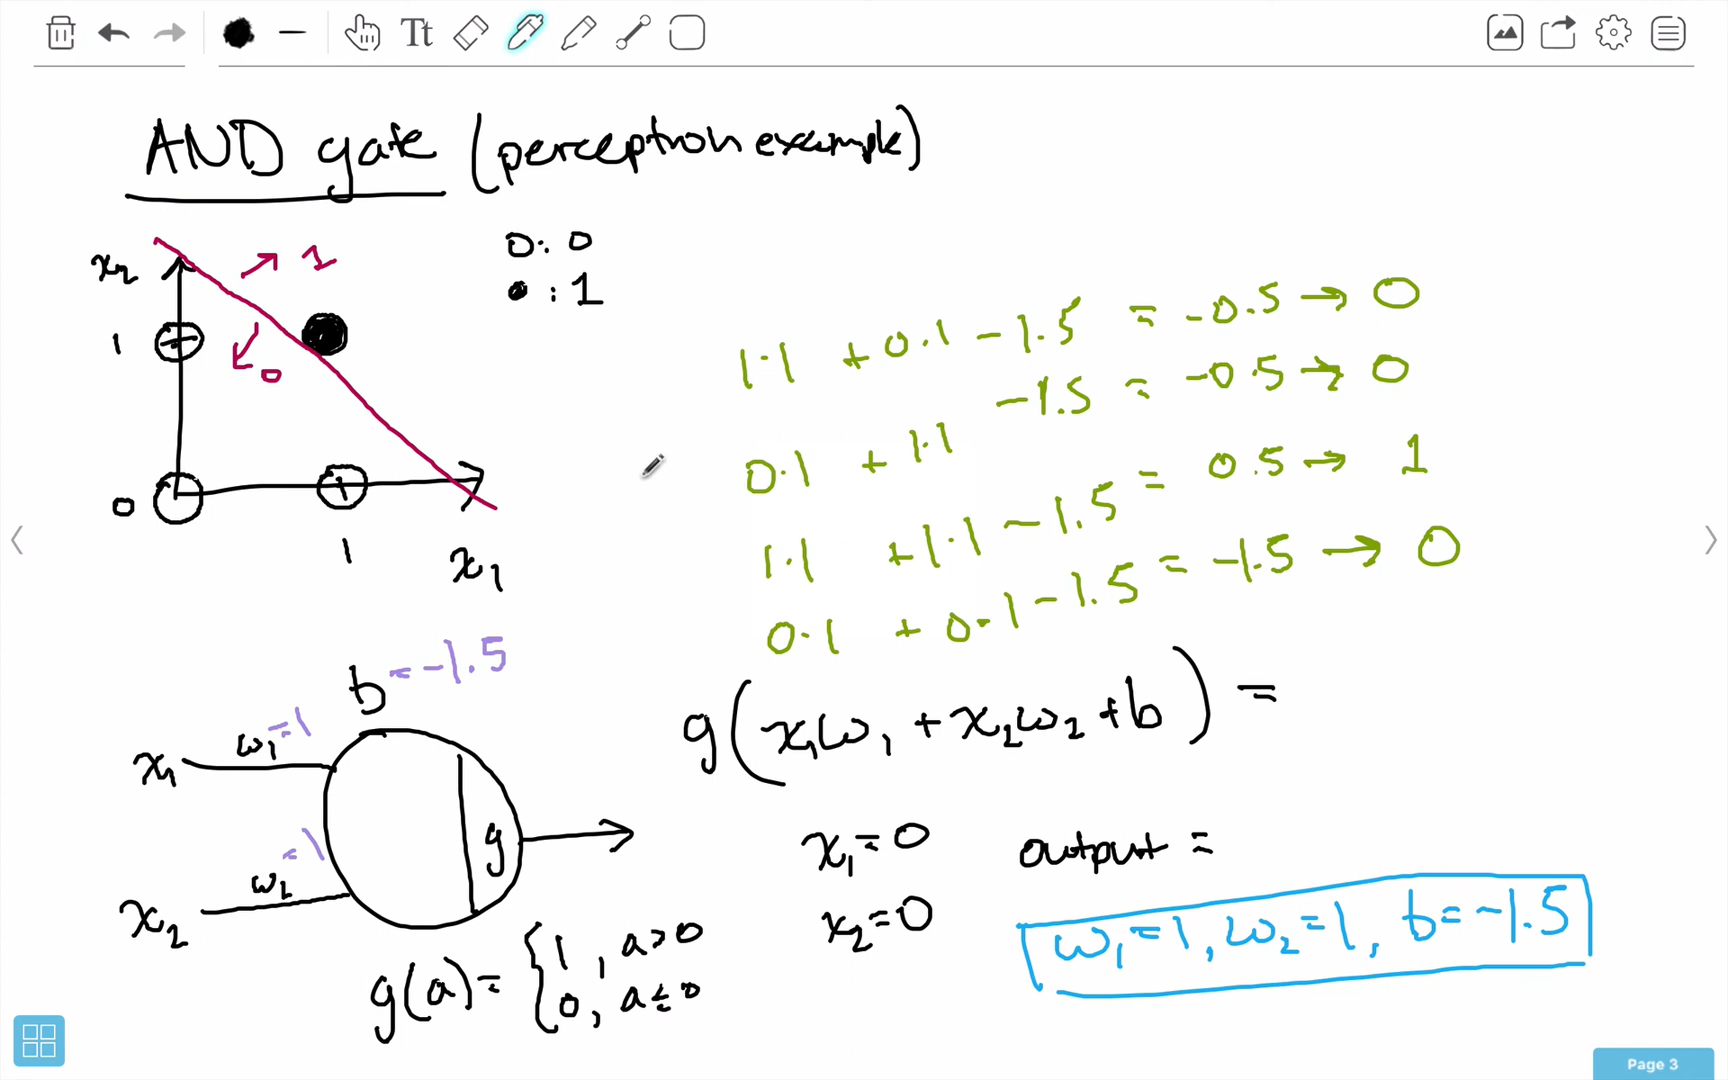 Tt
AND gate (perceptron example)
O: 0
● : 1
x₂
→ 1
1
0
0
1
x₁
1·1 + 0·1 - 1.5 = -0.5 → 0
0·1 + 1·1 - 1.5 = -0.5 → 0
1·1 + 1·1 - 1.5 = 0.5 → 1
0·1 + 0·1 - 1.5 = -1.5 → 0
b = -1.5
x₁ w₁ = 1
x₂ w₂ = 1
g
g(x₁w₁ + x₂w₂ + b) =
x₁ = 0
x₂ = 0
output =
w₁ = 1, w₂ = 1, b = -1.5
g(a) = { 1, a > 0
0, a ≤ 0
Page 3